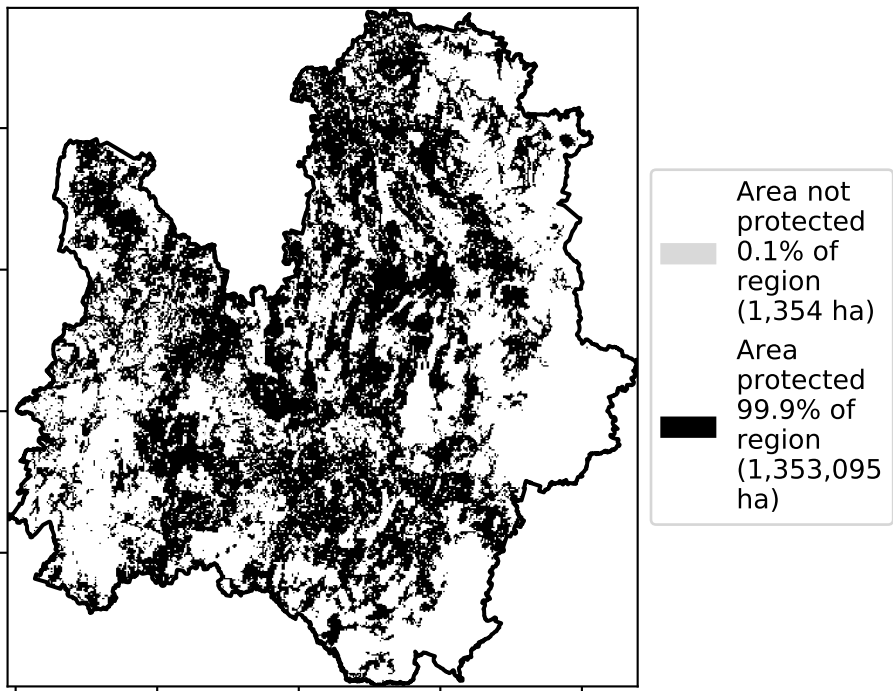 Area not
protected
0.1% of
region
(1,354 ha)
Area
protected
99.9% of
region
(1,353,095
ha)